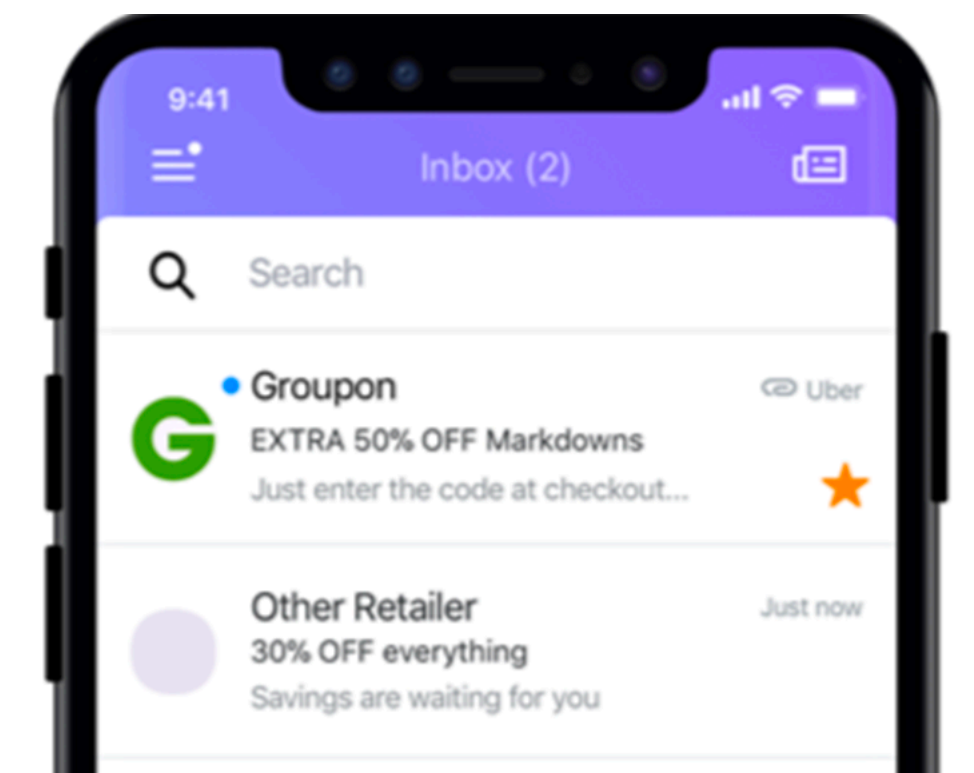 9:41
Inbox (2)
Search
Groupon
Uber
EXTRA 50% OFF Markdowns
Just enter the code at checkout...
Other Retailer
Just now
30% OFF everything
Savings are waiting for you